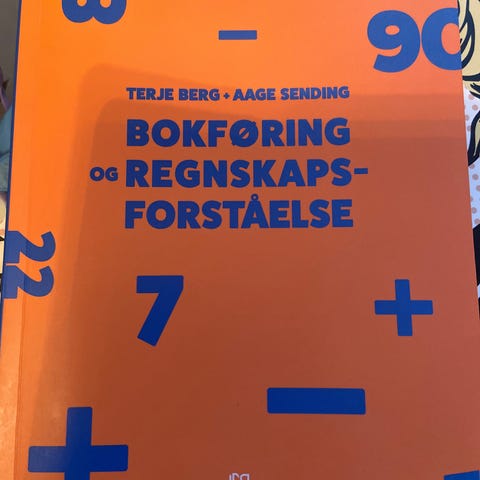 8
90
−
TERJE BERG + AAGE SENDING
BOKFØRING
OG REGNSKAPS-
FORSTÅELSE
22
7
+
−
+